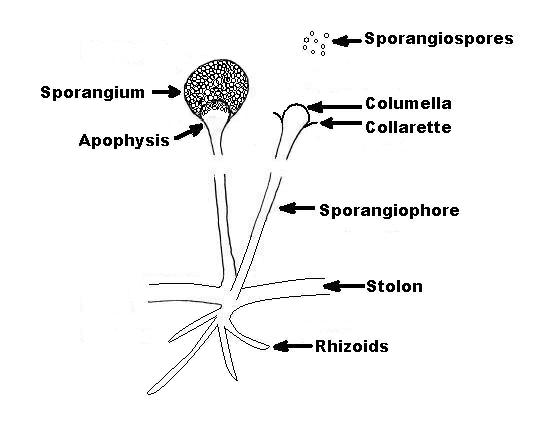 Sporangiospores
Sporangium
Columella
Collarette
Apophysis
Sporangiophore
Stolon
Rhizoids